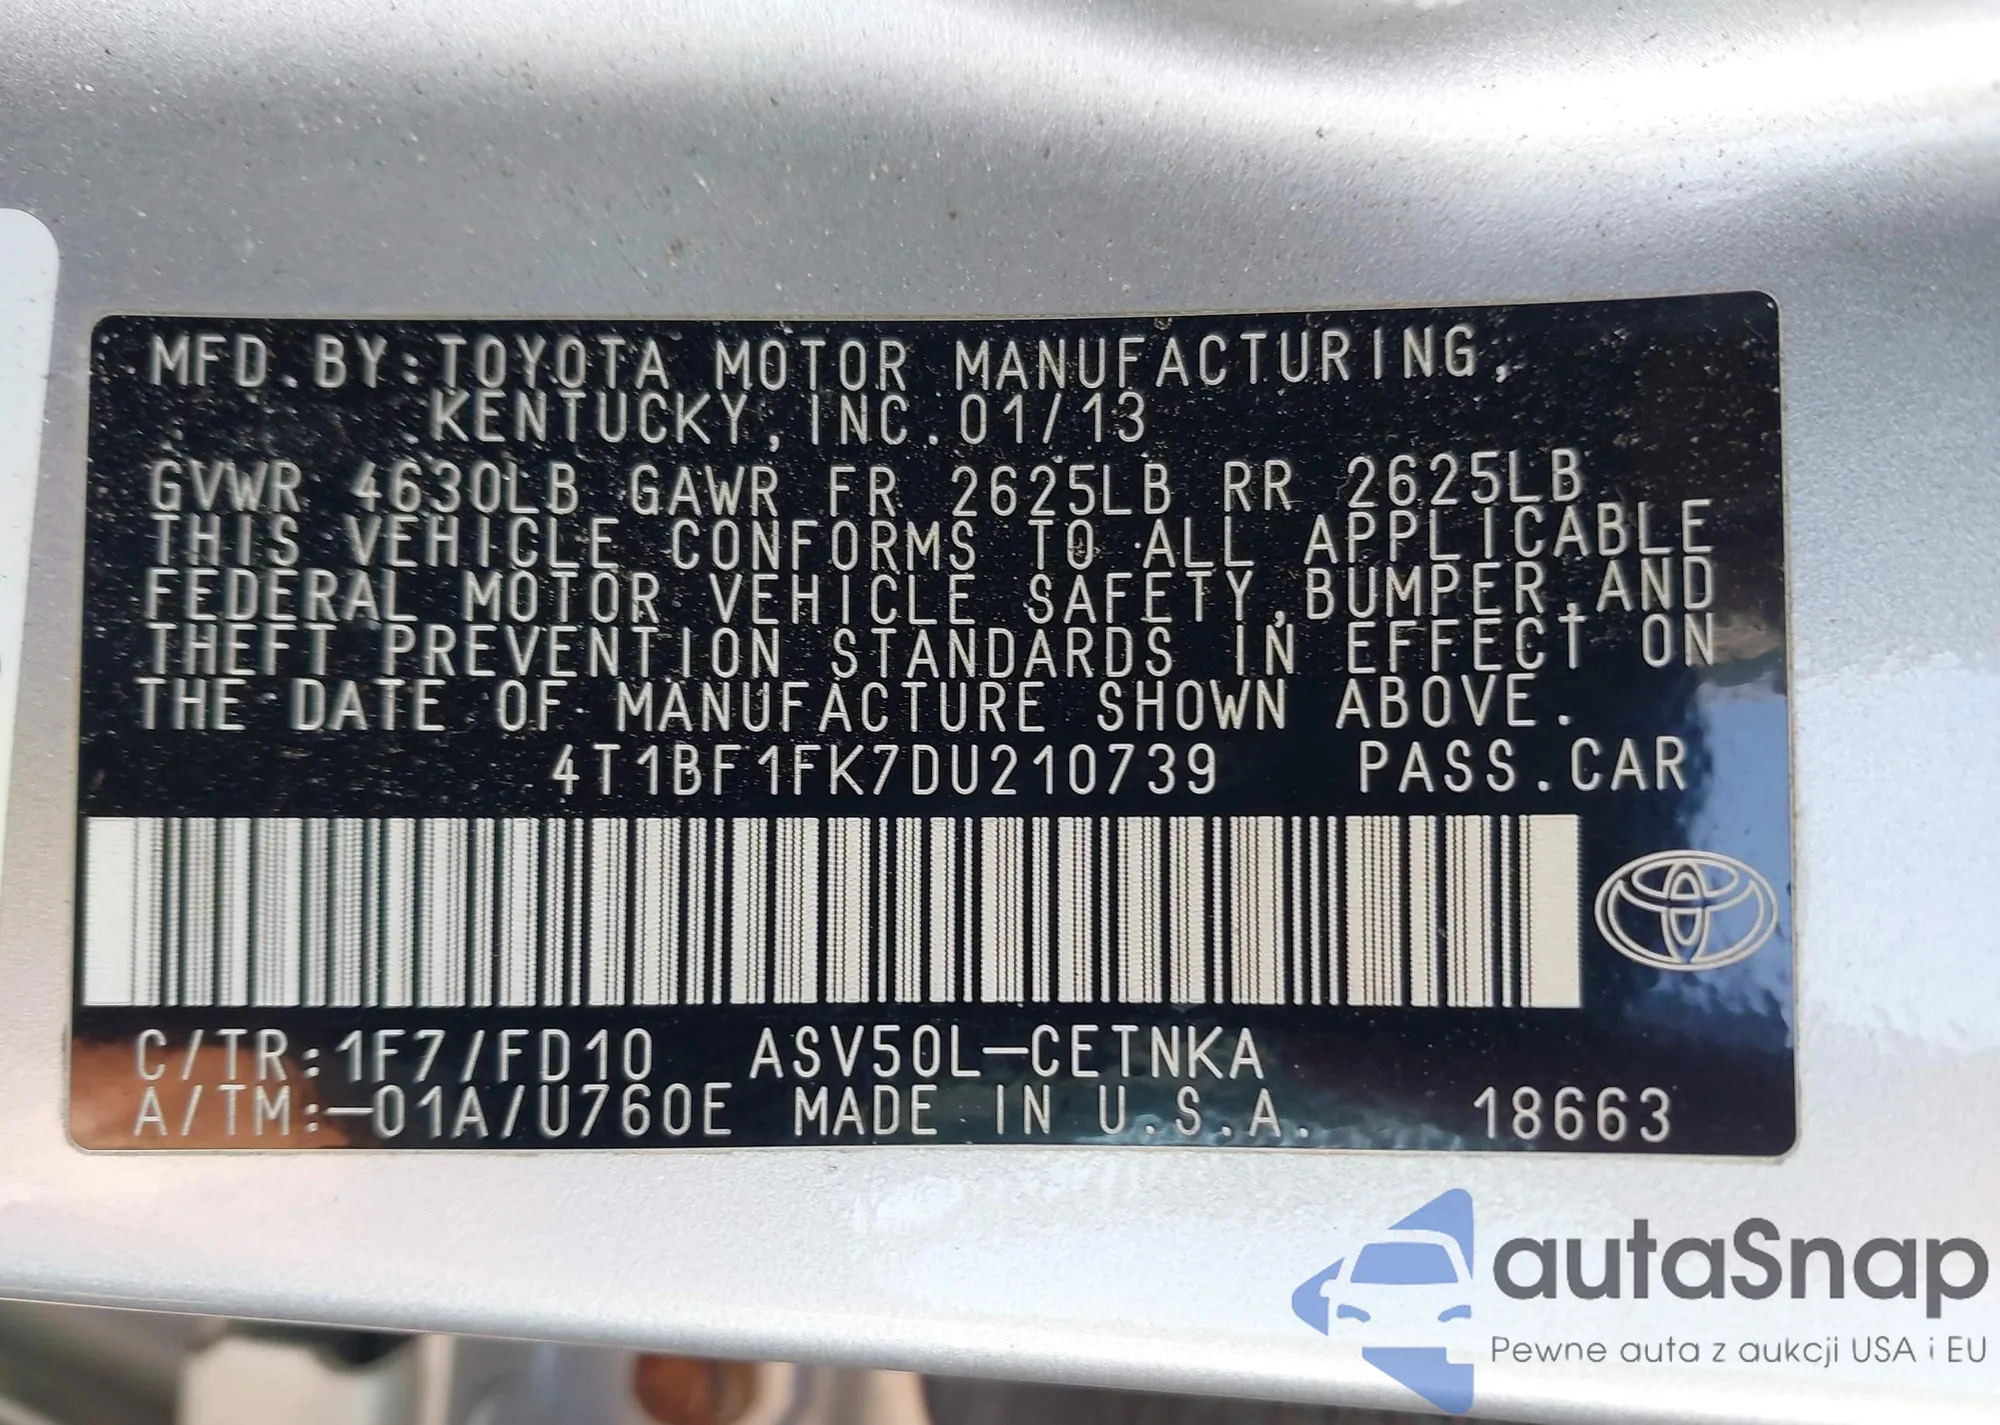 MFD.BY:TOYOTA MOTOR MANUFACTURING,
KENTUCKY,INC.01/13
GVWR 4630LB GAWR FR 2625LB RR 2625LB
THIS VEHICLE CONFORMS TO ALL APPLICABLE
FEDERAL MOTOR VEHICLE SAFETY,BUMPER,AND
THEFT PREVENTION STANDARDS IN EFFECT ON
THE DATE OF MANUFACTURE SHOWN ABOVE.
4T1BF1FK7DU210739 PASS.CAR
C/TR:1F7/FD10 ASV50L-CETNKA
A/TM:-01A/U760E MADE IN U.S.A. 18663
autaSnap
Pewne auta z aukcji USA i EU